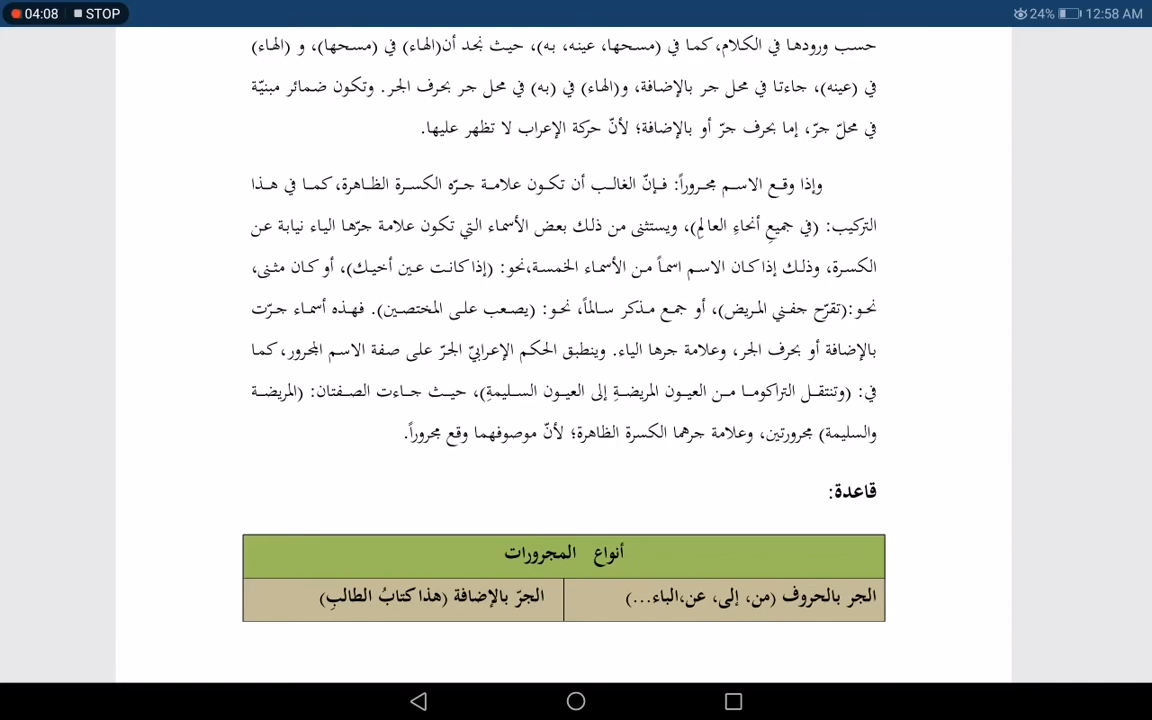 04:08 STOP 24% 12:58 AM
حسب ورودها في الكلام، كما في (مسحها، عينه، به)، حيث نجد أن(الهاء) في (مسحها)، و (الهاء)
في (عينه)، جاءتا في محل جر بالإضافة، و(الهاء) في (به) في محل جر بحرف الجر. وتكون ضمائر مبنيّة
في محلّ جرّ، إما بحرف جرّ أو بالإضافة؛ لأنّ حركة الإعراب لا تظهر عليها.
وإذا وقع الاسم مجروراً: فإنّ الغالب أن تكون علامة جرّه الكسرة الظاهرة، كما في هذا
التركيب: (في جميعِ أنحاءِ العالمِ)، ويستثنى من ذلك بعض الأسماء التي تكون علامة جرّها الياء نيابة عن
الكسرة، وذلك إذا كان الاسم اسماً من الأسماء الخمسة،نحو: (إذا كانت عين أخيك)، أو كان مثنى،
نحو:(تقرّح جفني المريض)، أو جمع مذكر سالماً، نحو: (يصعب على المختصين). فهذه أسماء جرّت
بالإضافة أو بحرف الجر، وعلامة جرها الياء. وينطبق الحكم الإعرابيّ الجرّ على صفة الاسم المجرور، كما
في: (وتنتقل التراكوما من العيون المريضةِ إلى العيون السليمةِ)، حيث جاءت الصفتان: (المريضة
والسليمة) مجرورتين، وعلامة جرهما الكسرة الظاهرة؛ لأنّ موصوفهما وقع مجروراً.
قاعدة:
أنواع المجرورات
الجر بالحروف (من، إلى، عن،الباء...) الجرّ بالإضافة (هذا كتابُ الطالبِ)